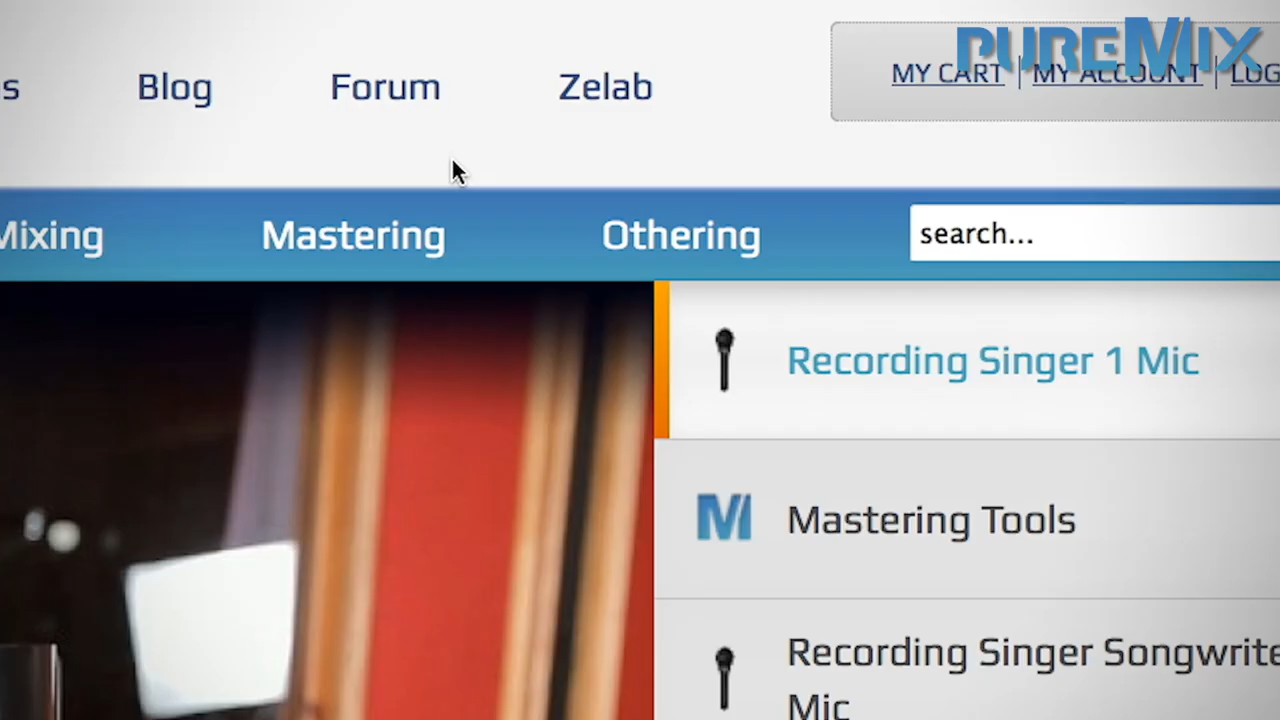 PUREMIX
s Blog Forum Zelab
MY CART | MY ACCOUNT | LOG
Mixing Mastering Othering search...
Recording Singer 1 Mic
M Mastering Tools
Recording Singer Songwrite
Mic